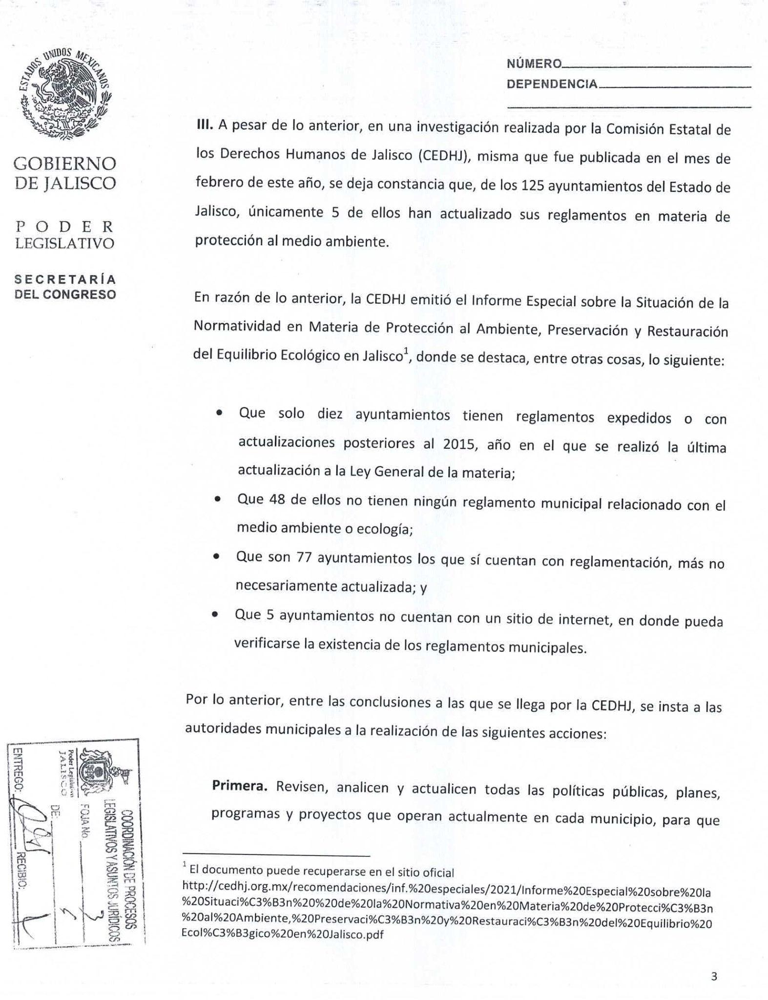 ESTADOS UNIDOS MEXICANOS
GOBIERNO
DE JALISCO
PODER
LEGISLATIVO
SECRETARÍA
DEL CONGRESO
NÚMERO
DEPENDENCIA
III. A pesar de lo anterior, en una investigación realizada por la Comisión Estatal de
los Derechos Humanos de Jalisco (CEDHJ), misma que fue publicada en el mes de
febrero de este año, se deja constancia que, de los 125 ayuntamientos del Estado de
Jalisco, únicamente 5 de ellos han actualizado sus reglamentos en materia de
protección al medio ambiente.
En razón de lo anterior, la CEDHJ emitió el Informe Especial sobre la Situación de la
Normatividad en Materia de Protección al Ambiente, Preservación y Restauración
del Equilibrio Ecológico en Jalisco¹, donde se destaca, entre otras cosas, lo siguiente:
• Que solo diez ayuntamientos tienen reglamentos expedidos o con
actualizaciones posteriores al 2015, año en el que se realizó la última
actualización a la Ley General de la materia;
• Que 48 de ellos no tienen ningún reglamento municipal relacionado con el
medio ambiente o ecología;
• Que son 77 ayuntamientos los que sí cuentan con reglamentación, más no
necesariamente actualizada; y
• Que 5 ayuntamientos no cuentan con un sitio de internet, en donde pueda
verificarse la existencia de los reglamentos municipales.
Por lo anterior, entre las conclusiones a las que se llega por la CEDHJ, se insta a las
autoridades municipales a la realización de las siguientes acciones:
Primera. Revisen, analicen y actualicen todas las políticas públicas, planes,
programas y proyectos que operan actualmente en cada municipio, para que
¹ El documento puede recuperarse en el sitio oficial
http://cedhj.org.mx/recomendaciones/inf.%20especiales/2021/Informe%20Especial%20sobre%20la
%20Situaci%C3%B3n%20%20de%20la%20Normativa%20en%20Materia%20de%20Protecci%C3%B3n
%20al%20Ambiente,%20Preservaci%C3%B3n%20y%20Restauraci%C3%B3n%20del%20Equilibrio%20
Ecol%C3%B3gico%20en%20Jalisco.pdf
Poder Legislativo
JALISCO
COORDINACIÓN DE PROCESOS
LEGISLATIVOS Y ASUNTOS JURÍDICOS
FOJA No. 3
DE:
ENTREGO: RECIBIO:
3